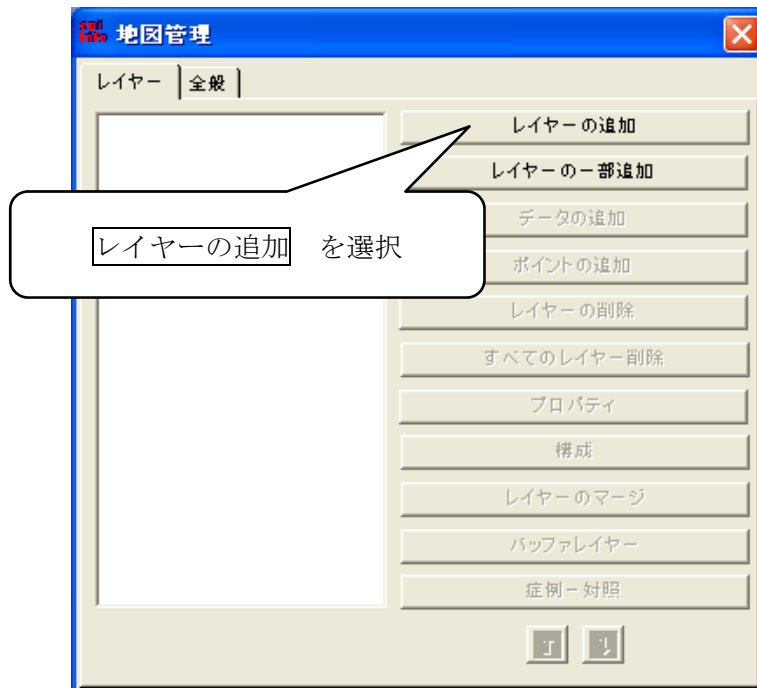 epi info 地図管理
レイヤー 全般
レイヤーの追加
レイヤーの一部追加
レイヤーの追加 を選択
データの追加
ポイントの追加
レイヤーの削除
すべてのレイヤー削除
プロパティ
構成
レイヤーのマージ
バッファレイヤー
症例－対照